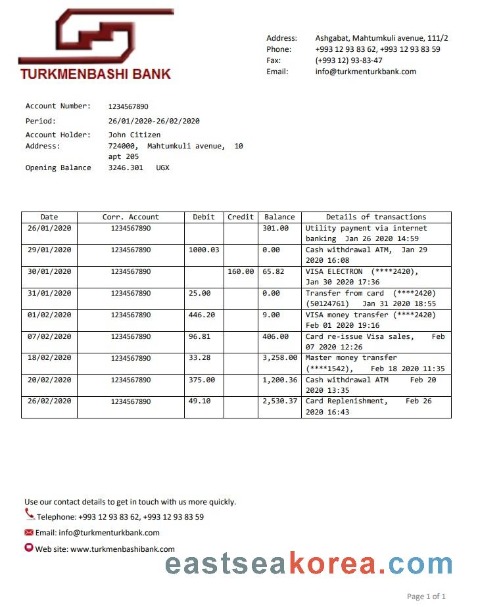 TURKMENBASHI BANK
Address: Ashgabat, Mahtumkuli avenue, 111/2
Phone: +993 12 93 83 62, +993 12 93 83 59
Fax: (+993 12) 93-83-47
Email: info@turkmenturkbank.com
Account Number: 1234567890
Period: 26/01/2020-26/02/2020
Account Holder: John Citizen
Address: 724000, Mahtumkuli avenue, 10
apt 205
Opening Balance 3246.301 UGX
Date Corr. Account Debit Credit Balance Details of transactions
26/01/2020 1234567890 301.00 Utility payment via internet
banking Jan 26 2020 14:59
29/01/2020 1234567890 1000.03 0.00 Cash withdrawal ATM, Jan 29
2020 16:08
30/01/2020 1234567890 160.00 65.82 VISA ELECTRON (****2420),
Jan 30 2020 17:36
31/01/2020 1234567890 25.00 0.00 Transfer from card (****2420)
(50124761) Jan 31 2020 18:55
01/02/2020 1234567890 446.20 9.00 VISA money transfer (****2420)
Feb 01 2020 19:16
07/02/2020 1234567890 96.81 406.00 Card re-issue Visa sales, Feb
07 2020 12:26
18/02/2020 1234567890 33.28 3,258.00 Master money transfer
(****1542), Feb 18 2020 11:35
20/02/2020 1234567890 375.00 1,200.36 Cash withdrawal ATM Feb 20
2020 13:35
26/02/2020 1234567890 49.10 2,530.37 Card Replenishment, Feb 26
2020 16:43
Use our contact details to get in touch with us more quickly.
Telephone: +993 12 93 83 62, +993 12 93 83 59
Email: info@turkmenturkbank.com
Web site: www.turkmenbashibank.com
eastseakorea.com
Page 1 of 1